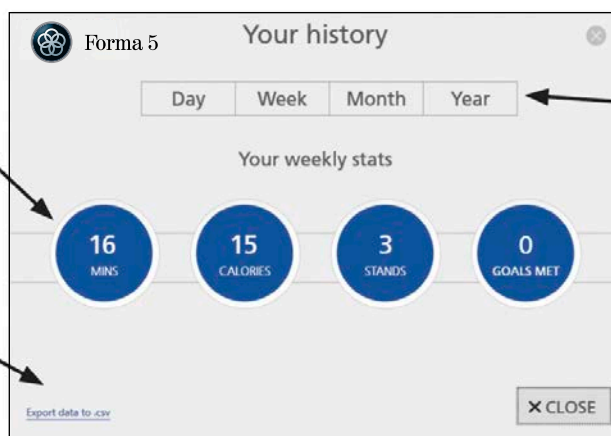 Forma 5
Your history
Day Week Month Year
Your weekly stats
16 15 3 0
MINS CALORIES STANDS GOALS MET
Export data to .csv
X CLOSE